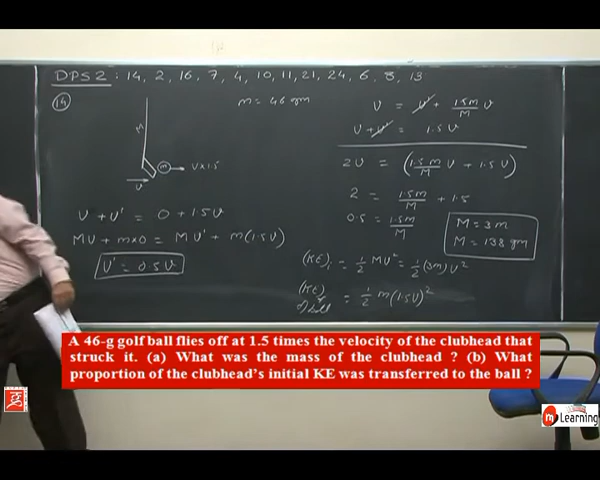 DPS2 : 14, 2, 16, 7, 4, 10, 11, 21, 24, 6, 8, 13
14
m = 46 gm
M
m
v × 1.5
v
v + v' = 0 + 1.5v
Mv + m×0 = Mv' + m(1.5v)
v' = 0.5v
v = v' + 1.5m/M v
v + v' = 1.5v
2v = (1.5m/M v + 1.5v)
2 = 1.5m/M + 1.5
0.5 = 1.5m/M
M = 3m
M = 138 gm
(KE)i = 1/2 Mv² = 1/2 (3m)v²
(KE)f of ball = 1/2 m(1.5v)²
A 46-g golf ball flies off at 1.5 times the velocity of the clubhead that
struck it. (a) What was the mass of the clubhead ? (b) What
proportion of the clubhead's initial KE was transferred to the ball ?
m Learning